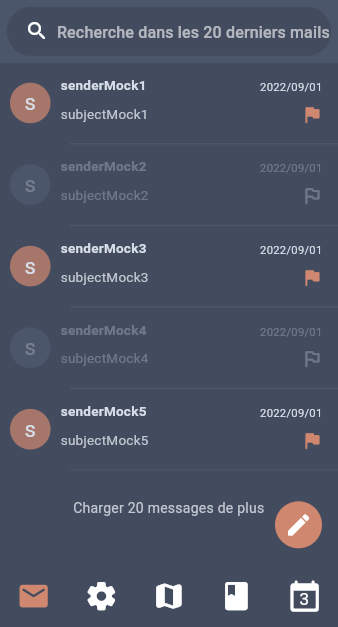 Recherche dans les 20 derniers mails
senderMock1
2022/09/01
S
subjectMock1
senderMock2
2022/09/01
S
subjectMock2
senderMock3
2022/09/01
S
subjectMock3
senderMock4
2022/09/01
S
subjectMock4
senderMock5
2022/09/01
S
subjectMock5
Charger 20 messages de plus
3